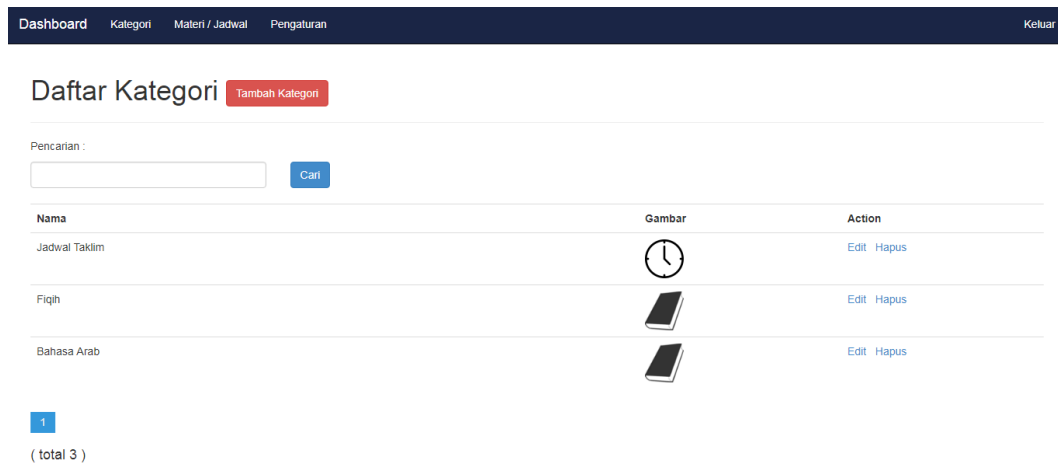 Dashboard Kategori Materi / Jadwal Pengaturan Keluar
Daftar Kategori Tambah Kategori
Pencarian :
Cari
Nama Gambar Action
Jadwal Taklim Edit Hapus
Fiqih Edit Hapus
Bahasa Arab Edit Hapus
1
( total 3 )